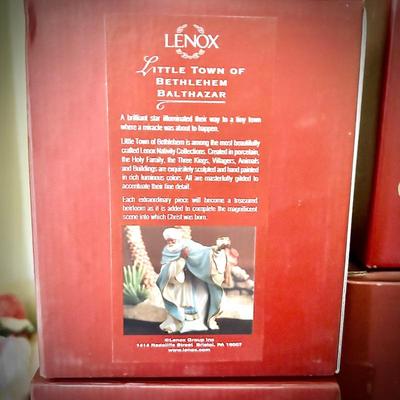 LENOX
Little Town of
Bethlehem
Balthazar
A brilliant star illuminated their way to a tiny town
where a miracle was about to happen.
Little Town of Bethlehem is among the most beautifully
crafted Lenox Nativity Collections. Created in porcelain,
the Holy Family, the Three Kings, Villagers, Animals
and Buildings are exquisitely sculpted and hand painted
in rich luminous colors. All are masterfully gilded to
accentuate their fine detail.
Each extraordinary piece will become a treasured
heirloom as it is added to complete the magnificent
scene into which Christ was born.
©Lenox Group Inc
1414 Radcliffe Street Bristol, PA 19007
www.lenox.com